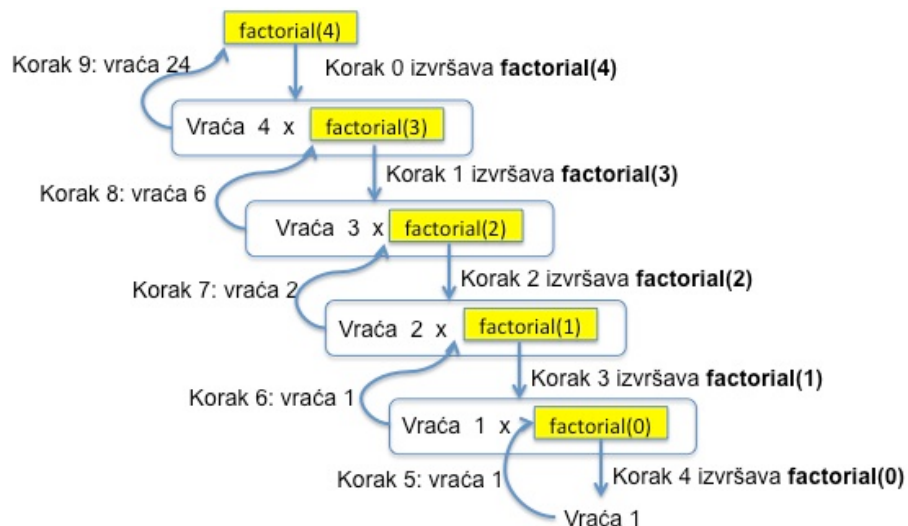 factorial(4)
Korak 9: vraća 24
Korak 0 izvršava factorial(4)
Vraća 4 x factorial(3)
Korak 8: vraća 6
Korak 1 izvršava factorial(3)
Vraća 3 x factorial(2)
Korak 7: vraća 2
Korak 2 izvršava factorial(2)
Vraća 2 x factorial(1)
Korak 6: vraća 1
Korak 3 izvršava factorial(1)
Vraća 1 x factorial(0)
Korak 5: vraća 1
Korak 4 izvršava factorial(0)
Vraća 1